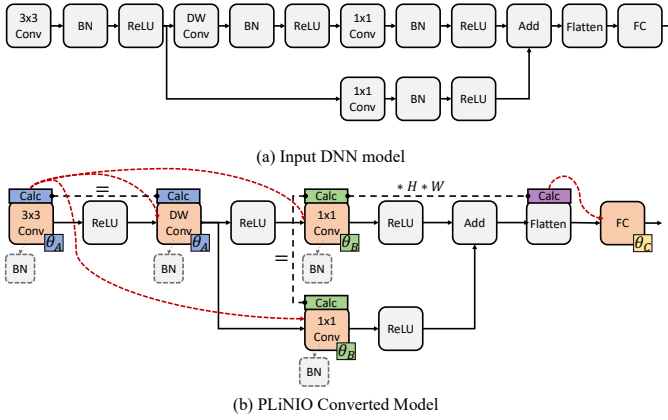 3x3 Conv
BN
ReLU
DW Conv
BN
ReLU
1x1 Conv
BN
ReLU
Add
Flatten
FC
1x1 Conv
BN
ReLU
(a) Input DNN model
Calc
=
Calc
Calc
* H * W
Calc
3x3 Conv
θA
ReLU
DW Conv
θA
ReLU
1x1 Conv
θB
ReLU
Add
Flatten
FC
θC
BN
BN
=
BN
Calc
1x1 Conv
θB
ReLU
BN
(b) PLiNIO Converted Model